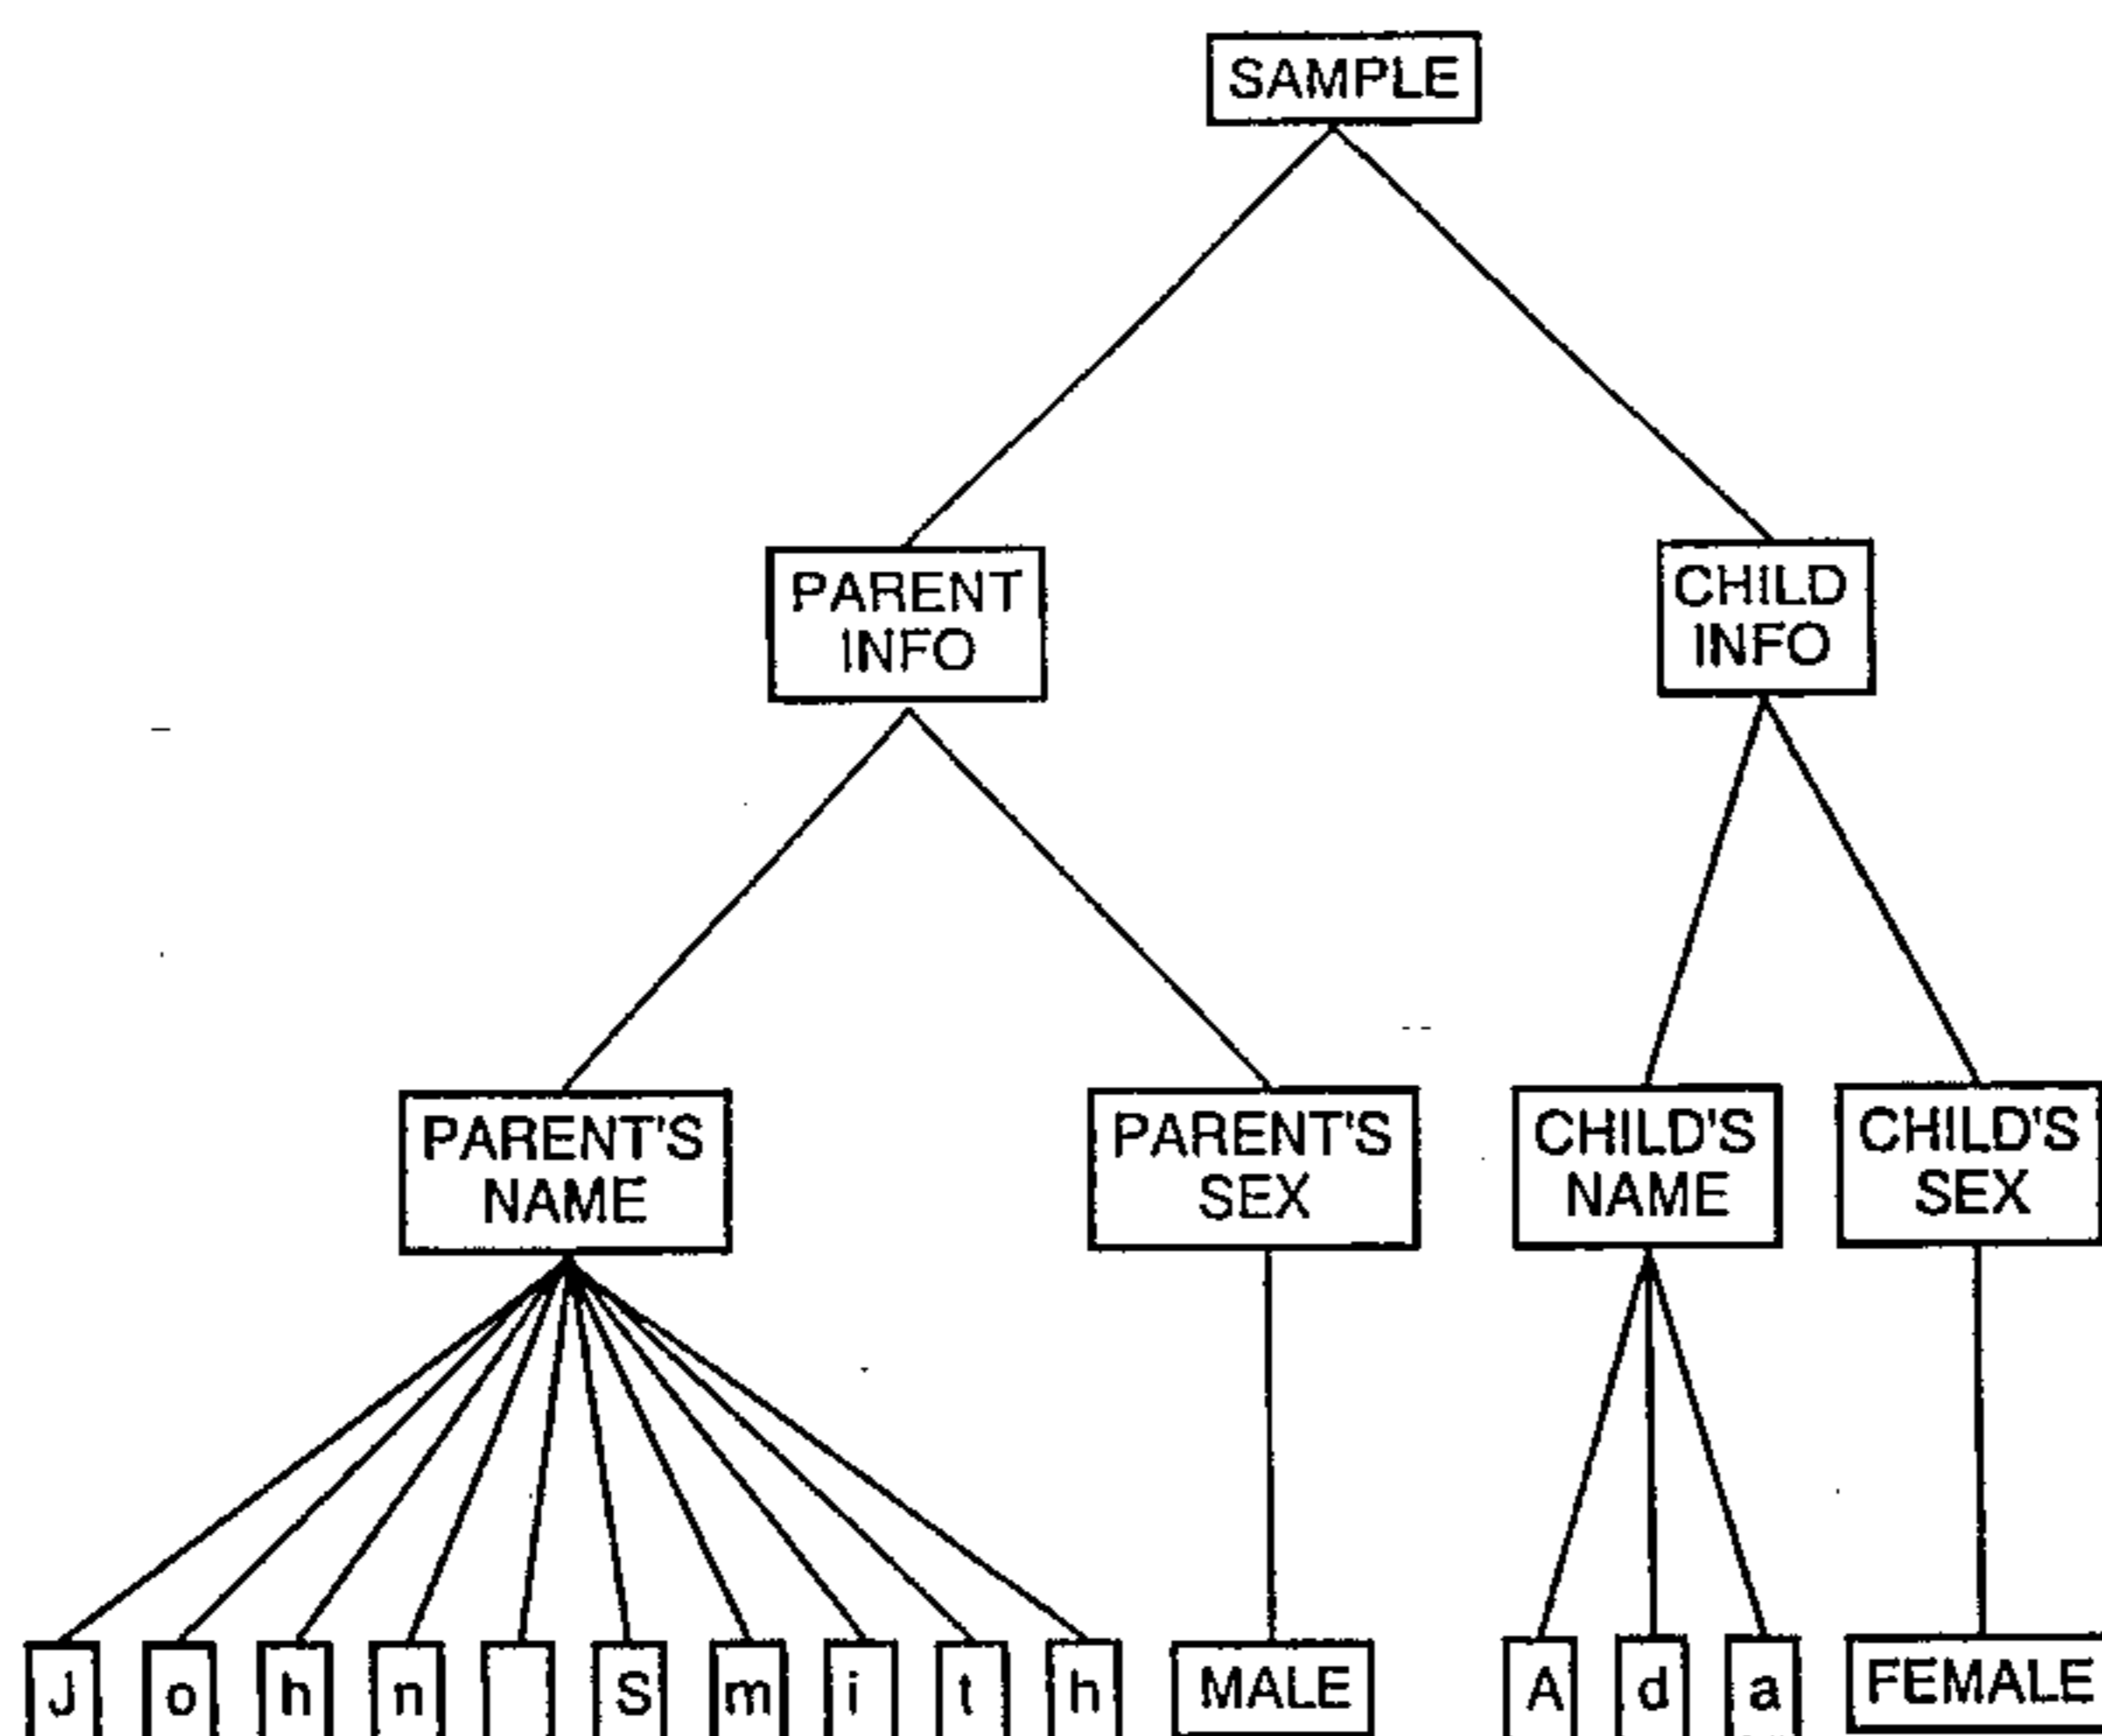 SAMPLE
PARENT
INFO
CHILD
INFO
PARENT'S
NAME
PARENT'S
SEX
CHILD'S
NAME
CHILD'S
SEX
J o h n S m i t h MALE A d a FEMALE